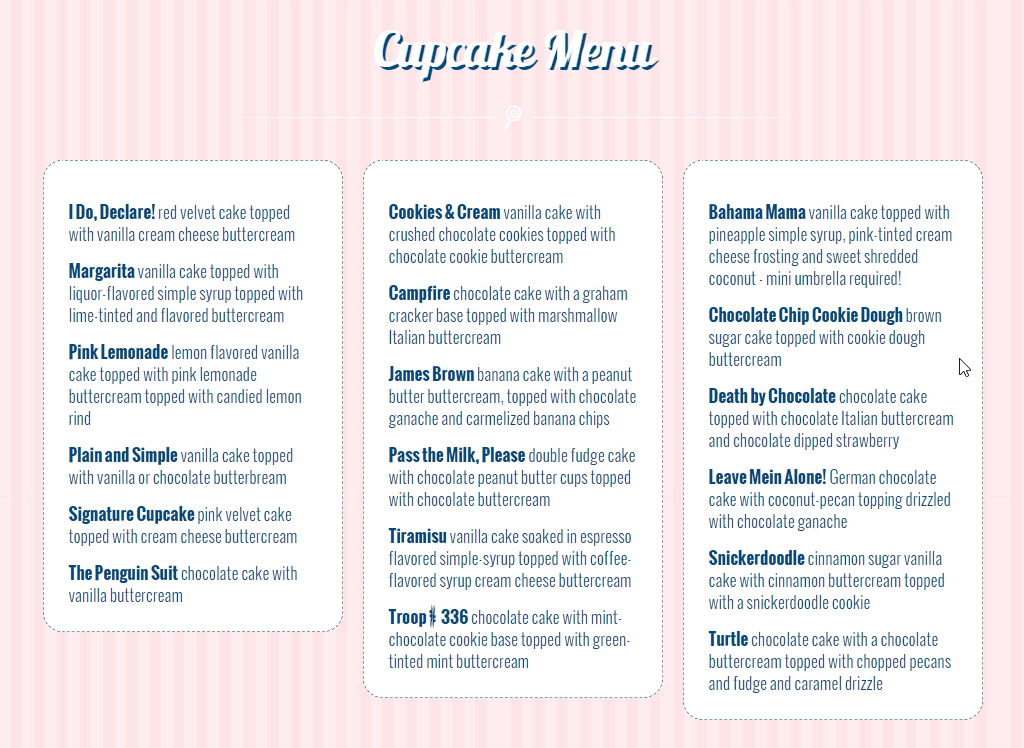 Cupcake Menu
I Do, Declare! red velvet cake topped
with vanilla cream cheese buttercream
Margarita vanilla cake topped with
liquor-flavored simple syrup topped with
lime-tinted and flavored buttercream
Pink Lemonade lemon flavored vanilla
cake topped with pink lemonade
buttercream topped with candied lemon
rind
Plain and Simple vanilla cake topped
with vanilla or chocolate butterbream
Signature Cupcake pink velvet cake
topped with cream cheese buttercream
The Penguin Suit chocolate cake with
vanilla buttercream
Cookies & Cream vanilla cake with
crushed chocolate cookies topped with
chocolate cookie buttercream
Campfire chocolate cake with a graham
cracker base topped with marshmallow
Italian buttercream
James Brown banana cake with a peanut
butter buttercream, topped with chocolate
ganache and carmelized banana chips
Pass the Milk, Please double fudge cake
with chocolate peanut butter cups topped
with chocolate buttercream
Tiramisu vanilla cake soaked in espresso
flavored simple-syrup topped with coffee-
flavored syrup cream cheese buttercream
Troop # 336 chocolate cake with mint-
chocolate cookie base topped with green-
tinted mint buttercream
Bahama Mama vanilla cake topped with
pineapple simple syrup, pink-tinted cream
cheese frosting and sweet shredded
coconut - mini umbrella required!
Chocolate Chip Cookie Dough brown
sugar cake topped with cookie dough
buttercream
Death by Chocolate chocolate cake
topped with chocolate Italian buttercream
and chocolate dipped strawberry
Leave Mein Alone! German chocolate
cake with coconut-pecan topping drizzled
with chocolate ganache
Snickerdoodle cinnamon sugar vanilla
cake with cinnamon buttercream topped
with a snickerdoodle cookie
Turtle chocolate cake with a chocolate
buttercream topped with chopped pecans
and fudge and caramel drizzle